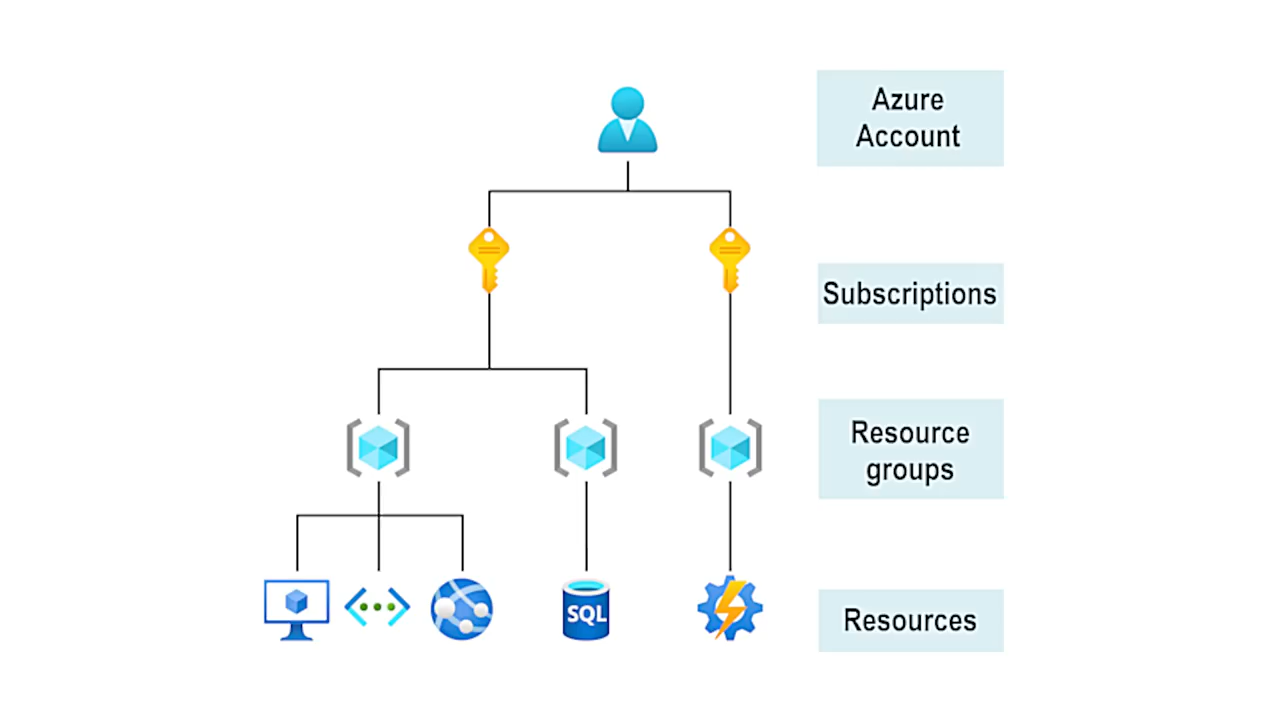 Azure
Account
Subscriptions
Resource
groups
SQL
Resources